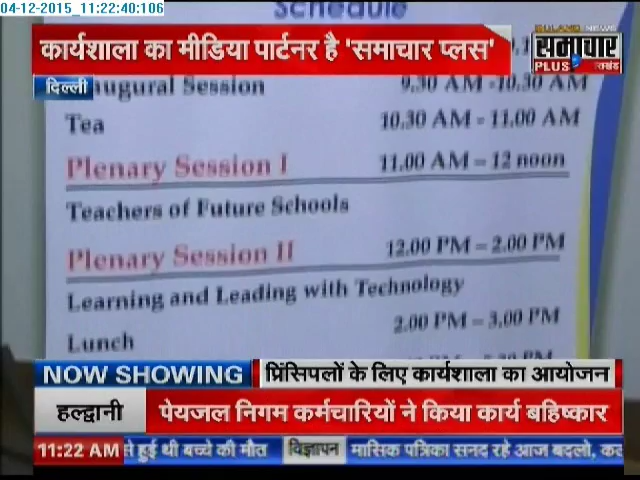 04-12-2015_11:22:40:106
Schedule
कार्यशाला का मीडिया पार्टनर है 'समाचार प्लस'
समाचार
PLUS
दिल्ली
Inaugural Session 9.30 AM -10.30 AM
Tea 10.30 AM - 11.00 AM
Plenary Session I 11.00 AM - 12 noon
Teachers of Future Schools
Plenary Session II 12.00 PM - 2.00 PM
Learning and Leading with Technology
Lunch 2.00 PM - 3.00 PM
NOW SHOWING प्रिंसिपलों के लिए कार्यशाला का आयोजन
हल्द्वानी पेयजल निगम कर्मचारियों ने किया कार्य बहिष्कार
11:22 AM से हुई थी बच्चे की मौत विज्ञापन मासिक पत्रिका सनद रहे आज बदलो, कल